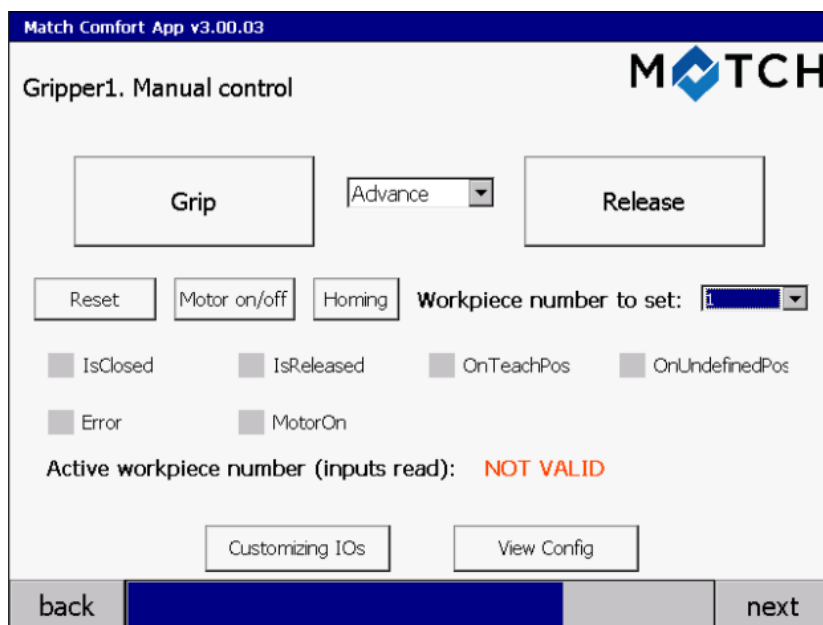 Match Comfort App v3.00.03
MATCH
Gripper1. Manual control
Grip
Advance
Release
Reset
Motor on/off
Homing
Workpiece number to set:
1
IsClosed
IsReleased
OnTeachPos
OnUndefinedPos
Error
MotorOn
Active workpiece number (inputs read): NOT VALID
Customizing IOs
View Config
back
next